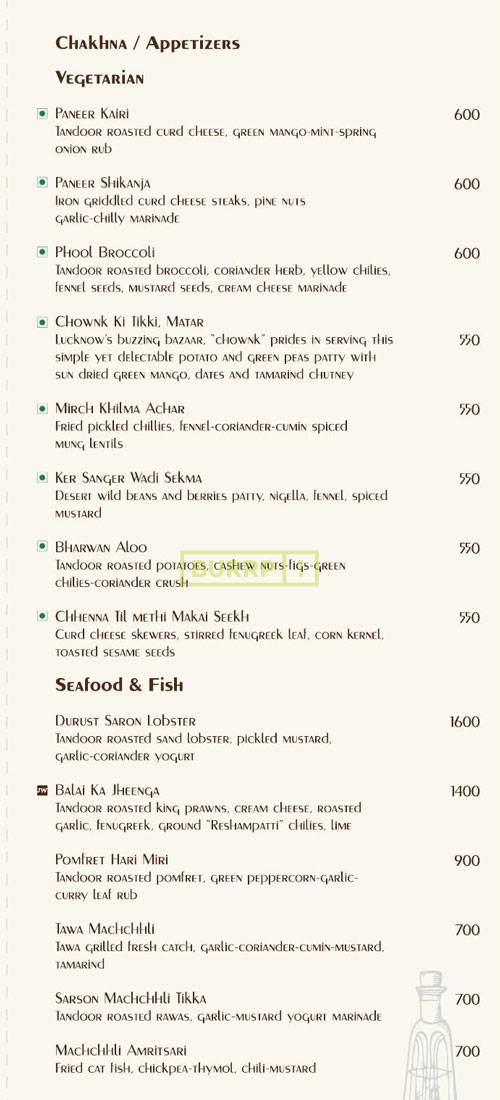 Chakhna / Appetizers
Vegetarian
Paneer Kairi 600
Tandoor roasted curd cheese, green mango-mint-spring
onion rub
Paneer Shikanja 600
Iron griddled curd cheese steaks, pine nuts
garlic-chilly marinade
Phool Broccoli 600
Tandoor roasted broccoli, coriander herb, yellow chilies,
fennel seeds, mustard seeds, cream cheese marinade
Chownk Ki Tikki, Matar 550
Lucknow's buzzing bazaar, "chownk" prides in serving this
simple yet delectable potato and green peas patty with
sun dried green mango, dates and tamarind chutney
Mirch Khilma Achar 550
Fried pickled chillies, fennel-coriander-cumin spiced
mung lentils
Ker Sanger Wadi Sekma 550
Desert wild beans and berries patty, nigella, fennel, spiced
mustard
Bharwan Aloo 550
Tandoor roasted potatoes, cashew nuts-figs-green
chilies-coriander crush
BURRP !
Chhenna Til methi Makai Seekh 550
Curd cheese skewers, stirred fenugreek leaf, corn kernel,
toasted sesame seeds
Seafood & Fish
Durust Saron Lobster 1600
Tandoor roasted sand lobster, pickled mustard,
garlic-coriander yogurt
JW Balai Ka Jheenga 1400
Tandoor roasted king prawns, cream cheese, roasted
garlic, fenugreek, ground "Reshampatti" chilies, lime
Pomfret Hari Miri 900
Tandoor roasted pomfret, green peppercorn-garlic-
curry leaf rub
Tawa Machchhli 700
Tawa grilled fresh catch, garlic-coriander-cumin-mustard,
tamarind
Sarson Machchhli Tikka 700
Tandoor roasted rawas, garlic-mustard yogurt marinade
Machchhli Amritsari 700
Fried cat fish, chickpea-thymol, chili-mustard